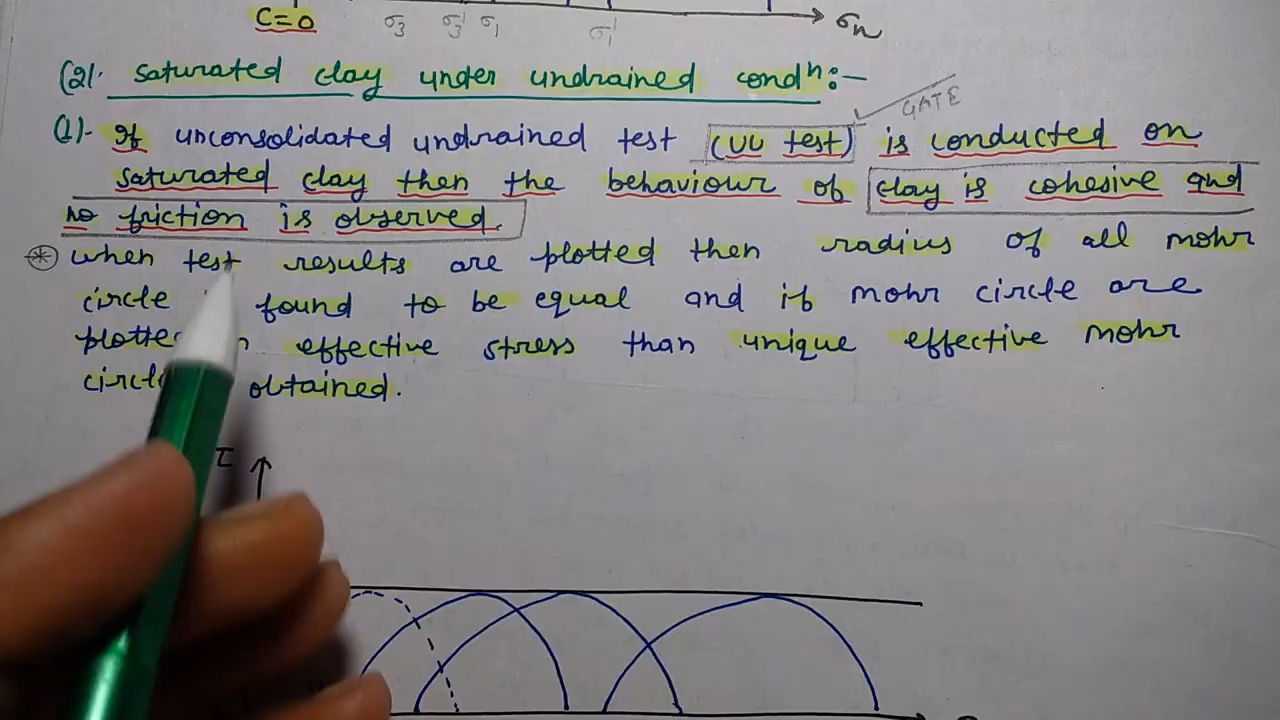 C=0 σ3 σ3' σ1 σ1' σn
(2). saturated clay under undrained condⁿ:-
GATE
(1). If unconsolidated undrained test (UU test) is conducted on
saturated clay then the behaviour of clay is cohesive and
no friction is observed.
* when test results are plotted then radius of all mohr
circle found to be equal and if mohr circle are
effective stress than unique effective mohr
obtained.
τ